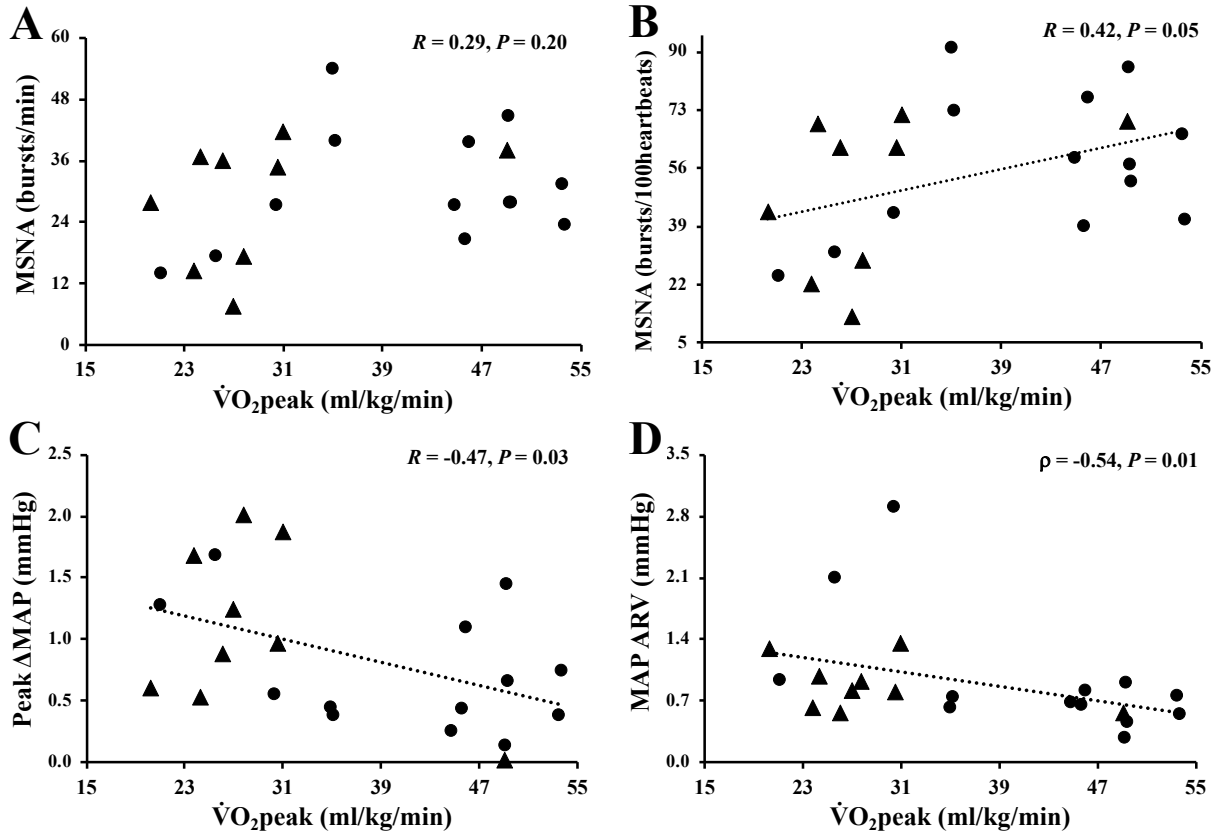 A
R = 0.29, P = 0.20
MSNA (bursts/min)
60
48
36
24
12
0
15 23 31 39 47 55
V̇O₂peak (ml/kg/min)
B
R = 0.42, P = 0.05
MSNA (bursts/100heartbeats)
90
73
56
39
22
5
15 23 31 39 47 55
V̇O₂peak (ml/kg/min)
C
R = -0.47, P = 0.03
Peak ΔMAP (mmHg)
2.5
2.0
1.5
1.0
0.5
0.0
15 23 31 39 47 55
V̇O₂peak (ml/kg/min)
D
ρ = -0.54, P = 0.01
MAP ARV (mmHg)
3.5
2.8
2.1
1.4
0.7
0.0
15 23 31 39 47 55
V̇O₂peak (ml/kg/min)